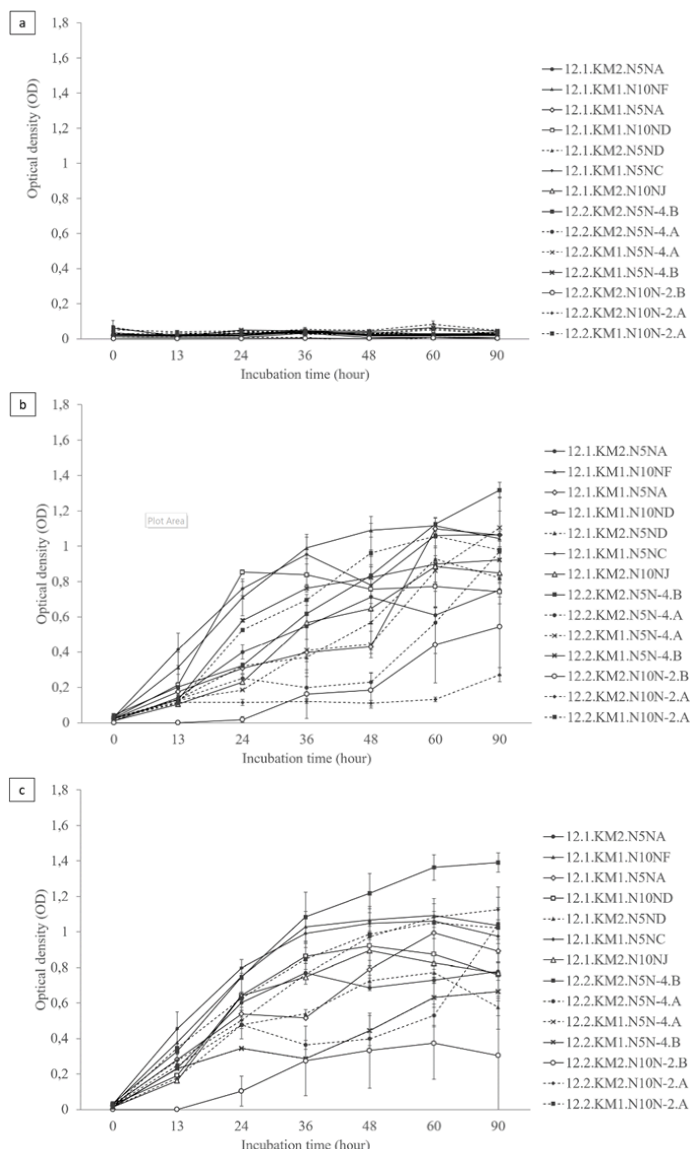 a
1,8
1,6
1,4
1,2
1
0,8
0,6
0,4
0,2
0
Optical density (OD)
0 13 24 36 48 60 90
Incubation time (hour)
12.1.KM2.N5NA
12.1.KM1.N10NF
12.1.KM1.N5NA
12.1.KM1.N10ND
12.1.KM2.N5ND
12.1.KM1.N5NC
12.1.KM2.N10NJ
12.2.KM2.N5N-4.B
12.2.KM2.N5N-4.A
12.2.KM1.N5N-4.A
12.2.KM1.N5N-4.B
12.2.KM2.N10N-2.B
12.2.KM2.N10N-2.A
12.2.KM1.N10N-2.A
b
1,8
1,6
1,4
1,2
1
0,8
0,6
0,4
0,2
0
Optical density (OD)
Plot Area
0 13 24 36 48 60 90
Incubation time (hour)
12.1.KM2.N5NA
12.1.KM1.N10NF
12.1.KM1.N5NA
12.1.KM1.N10ND
12.1.KM2.N5ND
12.1.KM1.N5NC
12.1.KM2.N10NJ
12.2.KM2.N5N-4.B
12.2.KM2.N5N-4.A
12.2.KM1.N5N-4.A
12.2.KM1.N5N-4.B
12.2.KM2.N10N-2.B
12.2.KM2.N10N-2.A
12.2.KM1.N10N-2.A
c
1,8
1,6
1,4
1,2
1
0,8
0,6
0,4
0,2
0
Optical density (OD)
0 13 24 36 48 60 90
Incubation time (hour)
12.1.KM2.N5NA
12.1.KM1.N10NF
12.1.KM1.N5NA
12.1.KM1.N10ND
12.1.KM2.N5ND
12.1.KM1.N5NC
12.1.KM2.N10NJ
12.2.KM2.N5N-4.B
12.2.KM2.N5N-4.A
12.2.KM1.N5N-4.A
12.2.KM1.N5N-4.B
12.2.KM2.N10N-2.B
12.2.KM2.N10N-2.A
12.2.KM1.N10N-2.A